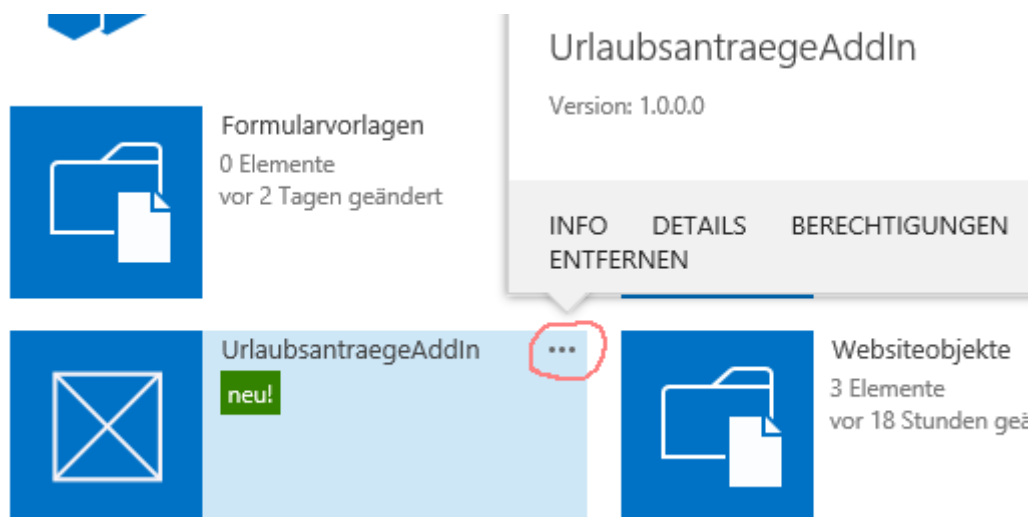 UrlaubsantraegeAddIn
Version: 1.0.0.0
Formularvorlagen
0 Elemente
vor 2 Tagen geändert
INFO DETAILS BERECHTIGUNGEN
ENTFERNEN
UrlaubsantraegeAddIn
neu!
Websiteobjekte
3 Elemente
vor 18 Stunden